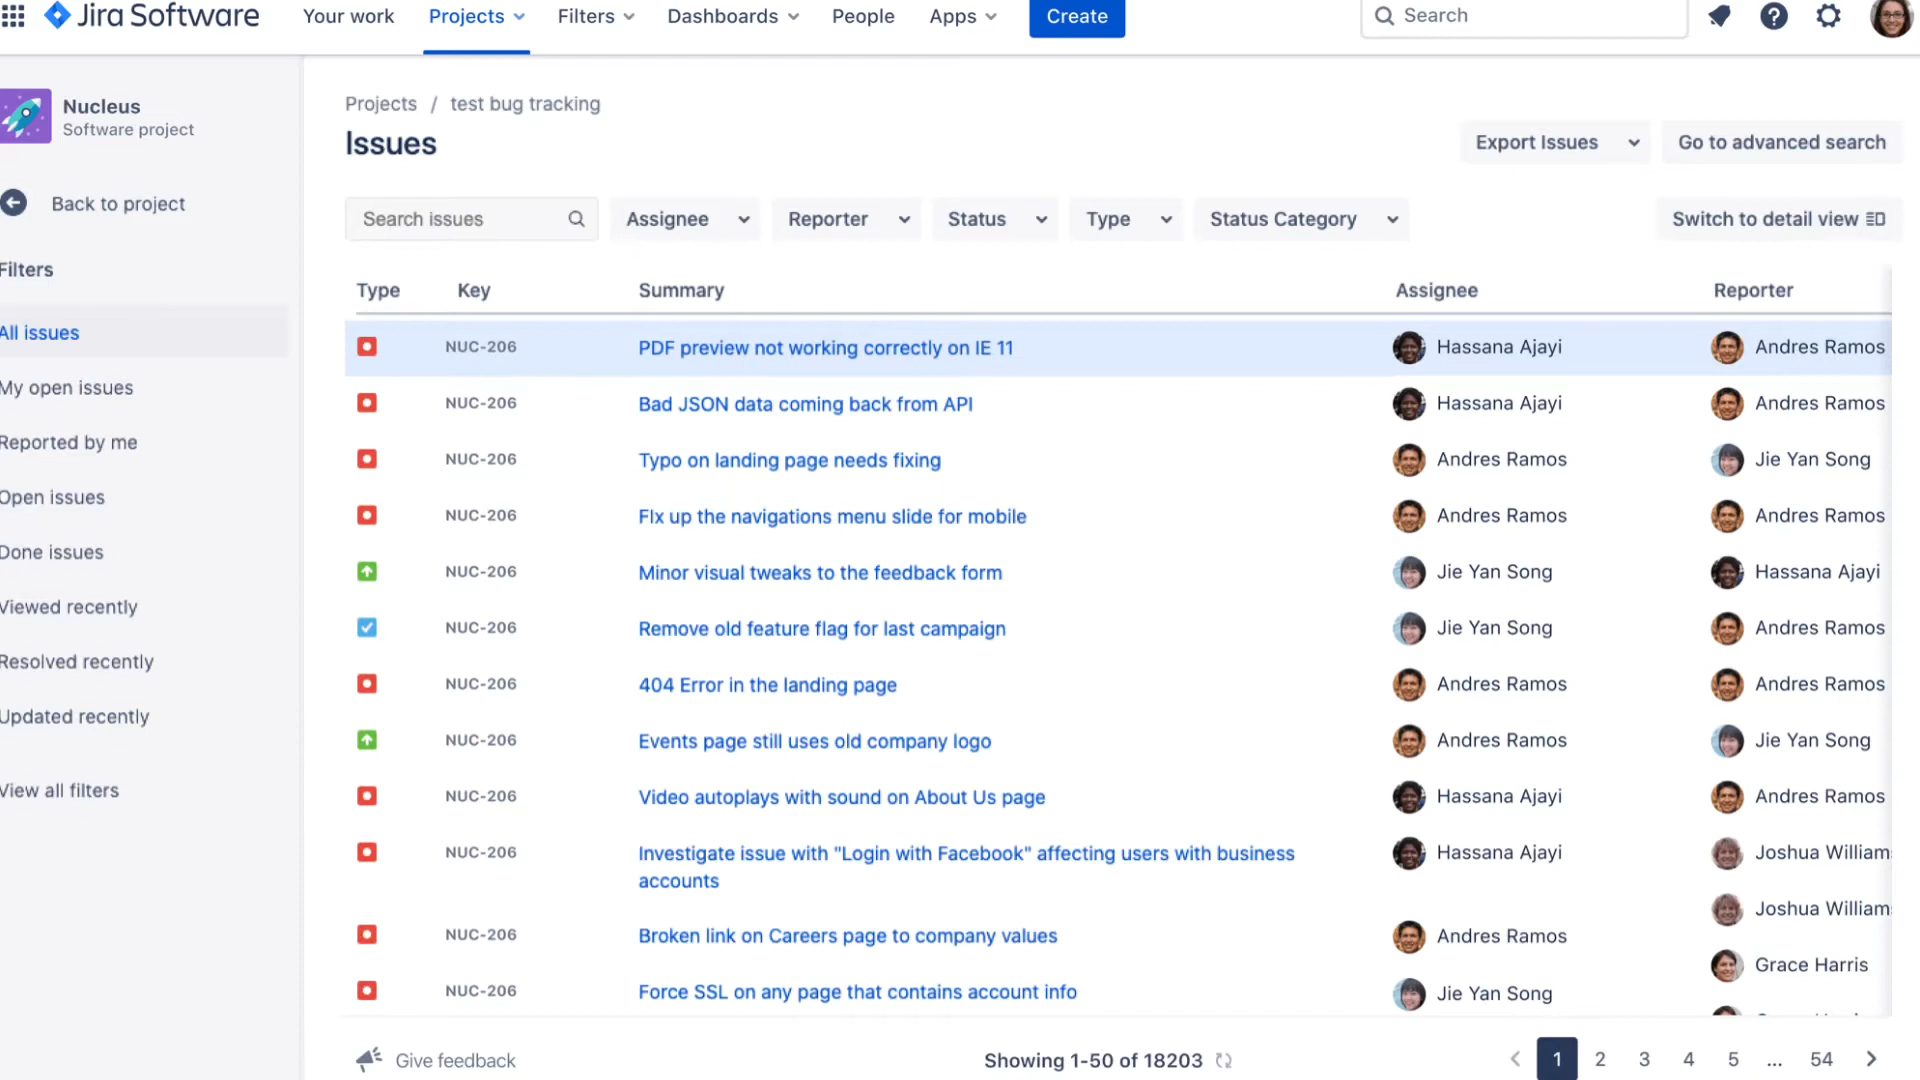 Jira Software Your work Projects Filters Dashboards People Apps Create Search
Nucleus
Software project
Back to project
Filters
All issues
My open issues
Reported by me
Open issues
Done issues
Viewed recently
Resolved recently
Updated recently
View all filters
Projects / test bug tracking
Issues
Export Issues Go to advanced search
Search issues Assignee Reporter Status Type Status Category Switch to detail view
Type Key Summary Assignee Reporter
NUC-206 PDF preview not working correctly on IE 11 Hassana Ajayi Andres Ramos
NUC-206 Bad JSON data coming back from API Hassana Ajayi Andres Ramos
NUC-206 Typo on landing page needs fixing Andres Ramos Jie Yan Song
NUC-206 FIx up the navigations menu slide for mobile Andres Ramos Andres Ramos
NUC-206 Minor visual tweaks to the feedback form Jie Yan Song Hassana Ajayi
NUC-206 Remove old feature flag for last campaign Jie Yan Song Andres Ramos
NUC-206 404 Error in the landing page Andres Ramos Andres Ramos
NUC-206 Events page still uses old company logo Andres Ramos Jie Yan Song
NUC-206 Video autoplays with sound on About Us page Hassana Ajayi Andres Ramos
NUC-206 Investigate issue with "Login with Facebook" affecting users with business Hassana Ajayi Joshua William
accounts
Joshua William
NUC-206 Broken link on Careers page to company values Andres Ramos
Grace Harris
NUC-206 Force SSL on any page that contains account info Jie Yan Song
Give feedback Showing 1-50 of 18203 1 2 3 4 5 ... 54